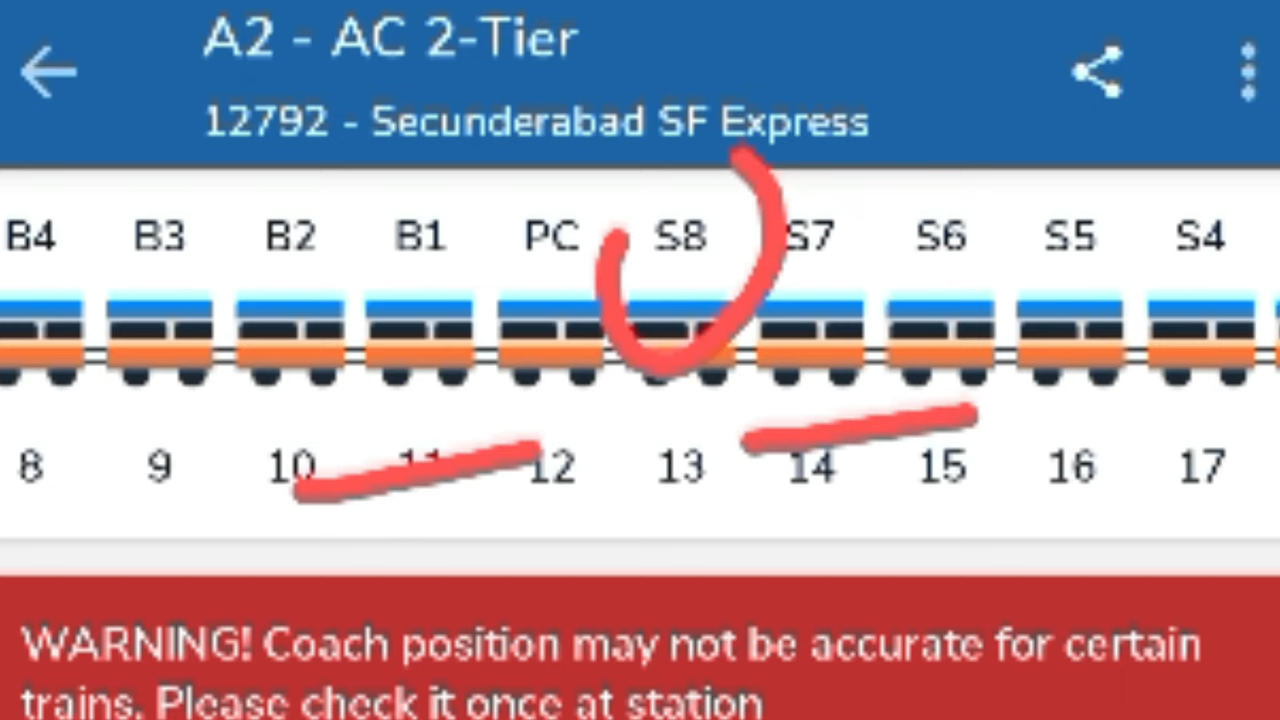 A2 - AC 2-Tier
12792 - Secunderabad SF Express
B4 B3 B2 B1 PC S8 S7 S6 S5 S4
8 9 10 11 12 13 14 15 16 17
WARNING! Coach position may not be accurate for certain
trains. Please check it once at station